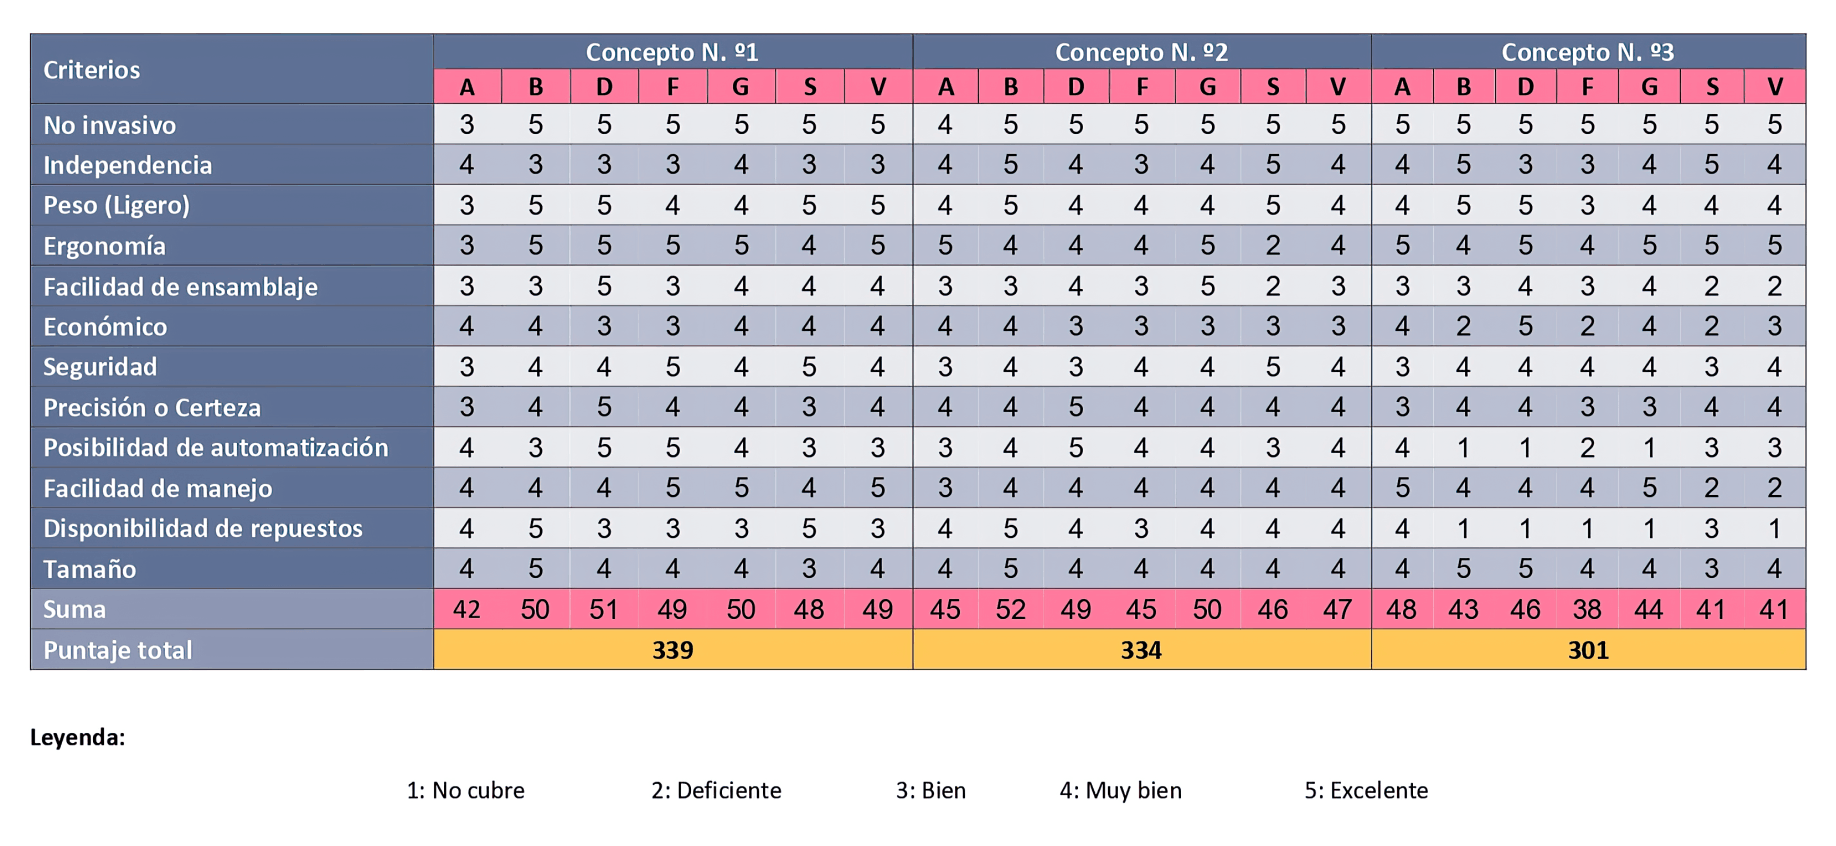 Criterios Concepto N. º1 Concepto N. º2 Concepto N. º3
A B D F G S V A B D F G S V A B D F G S V
No invasivo 3 5 5 5 5 5 5 4 5 5 5 5 5 5 5 5 5 5 5 5 5
Independencia 4 3 3 3 4 3 3 4 5 4 3 4 5 4 4 5 3 3 4 5 4
Peso (Ligero) 3 5 5 4 4 5 5 4 5 4 4 4 5 4 4 5 5 3 4 4 4
Ergonomía 3 5 5 5 5 4 5 5 4 4 4 5 2 4 5 4 5 4 5 5 5
Facilidad de ensamblaje 3 3 5 3 4 4 4 3 3 4 3 5 2 3 3 3 4 3 4 2 2
Económico 4 4 3 3 4 4 4 4 4 3 3 3 3 3 4 2 5 2 4 2 3
Seguridad 3 4 4 5 4 5 4 3 4 3 4 4 5 4 3 4 4 4 4 3 4
Precisión o Certeza 3 4 5 4 4 3 4 4 4 5 4 4 4 4 3 4 4 3 3 4 4
Posibilidad de automatización 4 3 5 5 4 3 3 3 4 5 4 4 3 4 4 1 1 2 1 3 3
Facilidad de manejo 4 4 4 5 5 4 5 3 4 4 4 4 4 4 5 4 4 4 5 2 2
Disponibilidad de repuestos 4 5 3 3 3 5 3 4 5 4 3 4 4 4 4 1 1 1 1 3 1
Tamaño 4 5 4 4 4 3 4 4 5 4 4 4 4 4 4 5 5 4 4 3 4
Suma 42 50 51 49 50 48 49 45 52 49 45 50 46 47 48 43 46 38 44 41 41
Puntaje total 339 334 301
Leyenda:
1: No cubre 2: Deficiente 3: Bien 4: Muy bien 5: Excelente